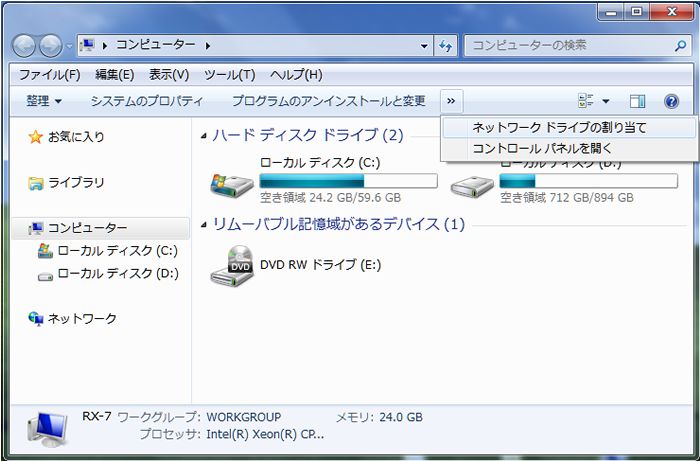 コンピューター
コンピューターの検索
ファイル(F) 編集(E) 表示(V) ツール(T) ヘルプ(H)
整理 システムのプロパティ プログラムのアンインストールと変更 »
ネットワーク ドライブの割り当て
コントロール パネルを開く
お気に入り
ライブラリ
コンピューター
ローカル ディスク (C:)
ローカル ディスク (D:)
ネットワーク
ハード ディスク ドライブ (2)
ローカル ディスク (C:)
空き領域 24.2 GB/59.6 GB
ローカル ディスク (D:)
空き領域 712 GB/894 GB
リムーバブル記憶域があるデバイス (1)
DVD
DVD RW ドライブ (E:)
RX-7 ワークグループ: WORKGROUP メモリ: 24.0 GB
プロセッサ: Intel(R) Xeon(R) CP...